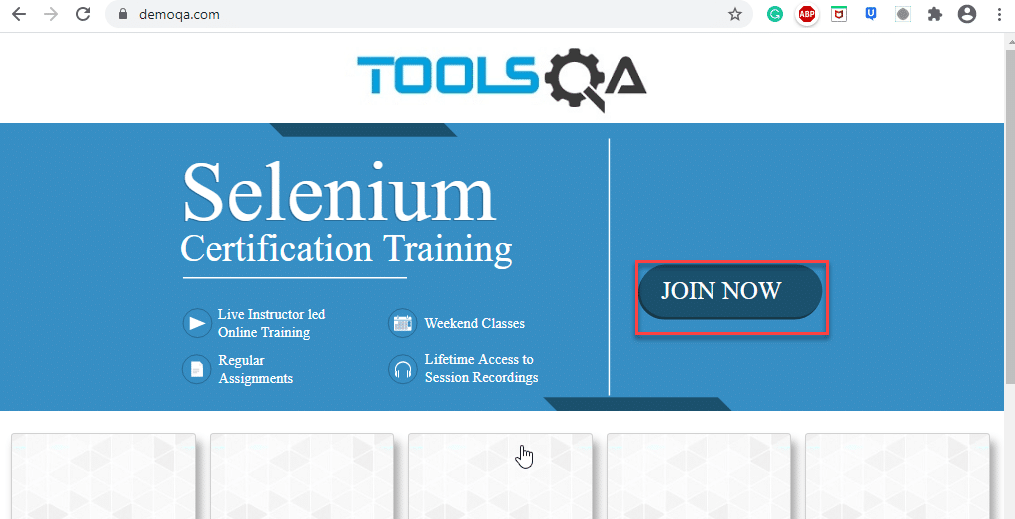 demoqa.com
ABP
TOOLSQA
Selenium
Certification Training
JOIN NOW
Live Instructor led
Online Training
Weekend Classes
Regular
Assignments
Lifetime Access to
Session Recordings